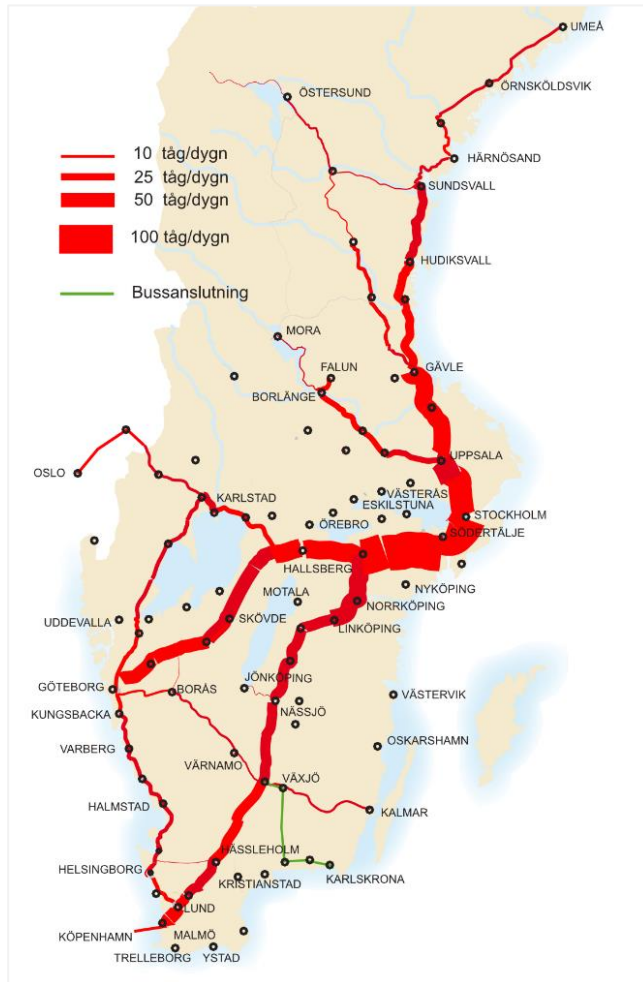 UMEÅ
ÖRNSKÖLDSVIK
ÖSTERSUND
10 tåg/dygn
HÄRNÖSAND
25 tåg/dygn
SUNDSVALL
50 tåg/dygn
100 tåg/dygn
HUDIKSVALL
Bussanslutning
MORA
FALUN
GÄVLE
BORLÄNGE
UPPSALA
OSLO
VÄSTERÅS
KARLSTAD
ESKILSTUNA
STOCKHOLM
ÖREBRO
SÖDERTÄLJE
HALLSBERG
NYKÖPING
MOTALA
NORRKÖPING
SKÖVDE
UDDEVALLA
LINKÖPING
JÖNKÖPING
GÖTEBORG
BORÅS
VÄSTERVIK
NÄSSJÖ
KUNGSBACKA
OSKARSHAMN
VARBERG
VÄRNAMO
VÄXJÖ
HALMSTAD
KALMAR
HÄSSLEHOLM
HELSINGBORG
KARLSKRONA
KRISTIANSTAD
LUND
KÖPENHAMN
MALMÖ
TRELLEBORG
YSTAD